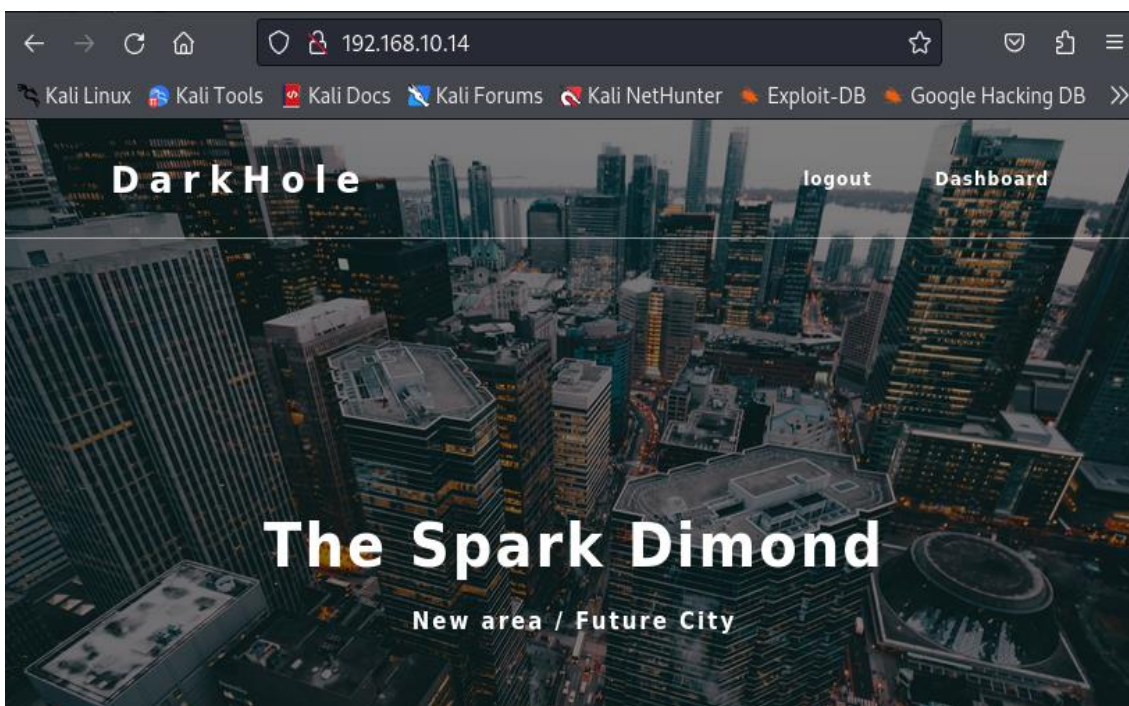 192.168.10.14
Kali Linux Kali Tools Kali Docs Kali Forums Kali NetHunter Exploit-DB Google Hacking DB
DarkHole logout Dashboard
The Spark Dimond
New area / Future City